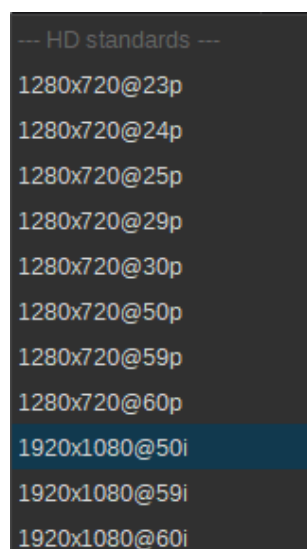 --- HD standards ---
1280x720@23p
1280x720@24p
1280x720@25p
1280x720@29p
1280x720@30p
1280x720@50p
1280x720@59p
1280x720@60p
1920x1080@50i
1920x1080@59i
1920x1080@60i